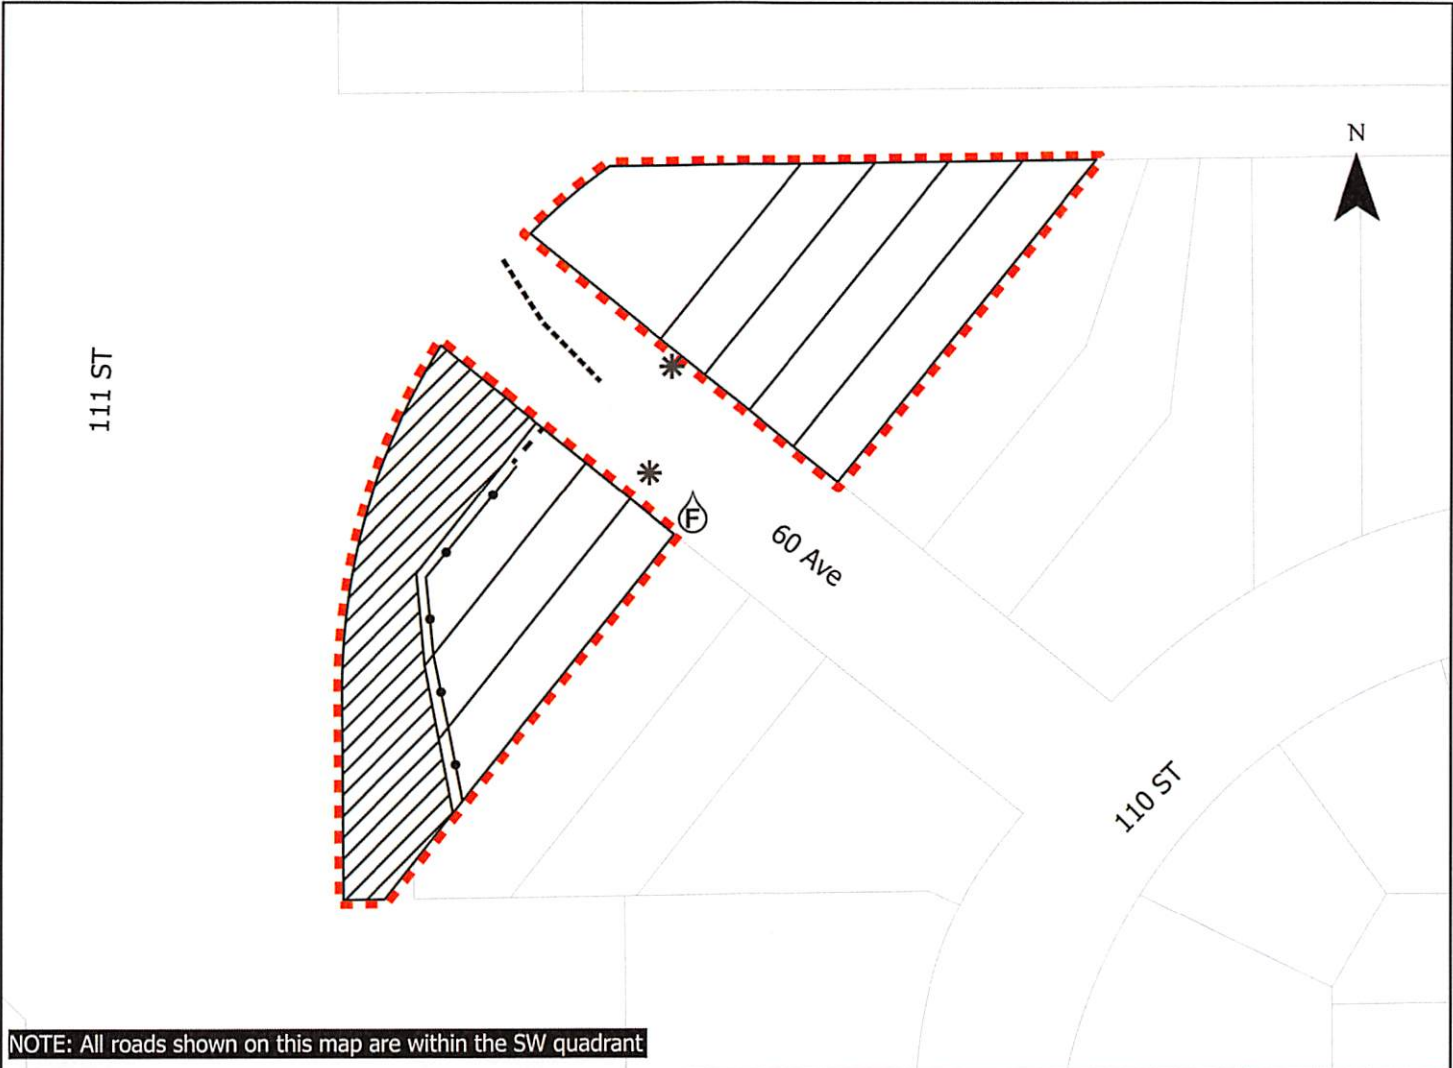 N
111 ST
F
60 Ave
110 ST
NOTE: All roads shown on this map are within the SW quadrant